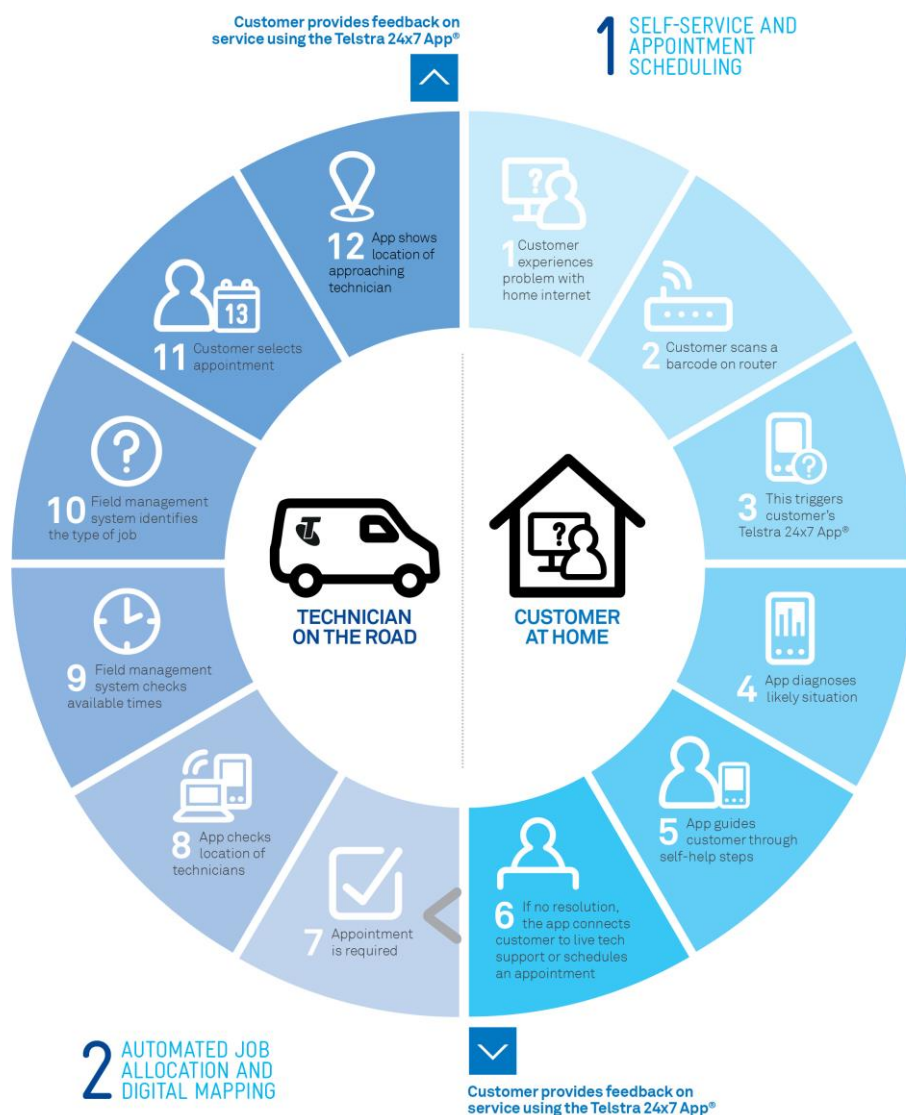 Customer provides feedback on
service using the Telstra 24x7 App®
1 SELF-SERVICE AND
APPOINTMENT
SCHEDULING
1 Customer
experiences
problem with
home internet
2 Customer scans a
barcode on router
3 This triggers
customer's
Telstra 24x7 App®
4 App diagnoses
likely situation
5 App guides
customer through
self-help steps
6 If no resolution,
the app connects
customer to live tech
support or schedules
an appointment
7 Appointment
is required
8 App checks
location of
technicians
9 Field management
system checks
available times
10 Field management
system identifies
the type of job
13
11 Customer selects
appointment
12 App shows
location of
approaching
technician
T
TECHNICIAN
ON THE ROAD
CUSTOMER
AT HOME
2 AUTOMATED JOB
ALLOCATION AND
DIGITAL MAPPING
Customer provides feedback on
service using the Telstra 24x7 App®